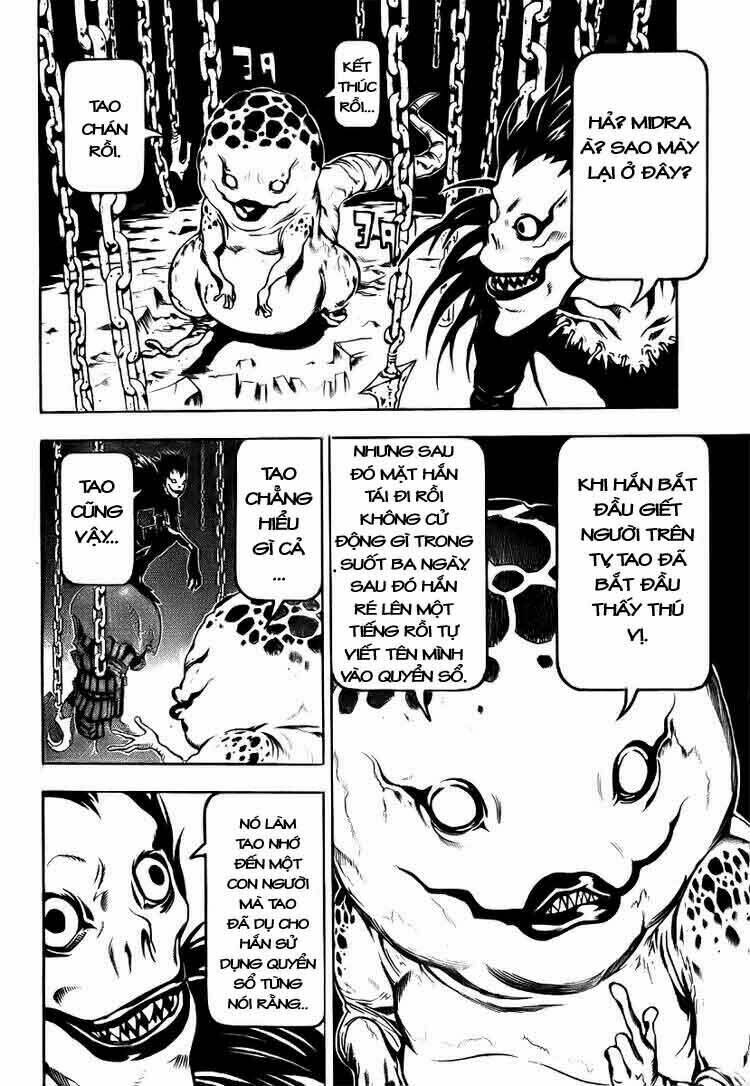 HẢ? MIDRA
À? SAO MÀY
LẠI Ở ĐÂY?
KẾT
THÚC
RỒI...
TAO
CHÁN
RỒI.
KHI HẮN BẮT
ĐẦU GIẾT
NGƯỜI TRÊN
TV, TAO ĐÃ
BẮT ĐẦU
THẤY THÚ
VỊ.
NHƯNG SAU
ĐÓ MẶT HẮN
TÁI ĐI RỒI
KHÔNG CỬ
ĐỘNG GÌ TRONG
SUỐT BA NGÀY.
SAU ĐÓ HẮN
RÉ LÊN MỘT
TIẾNG RỒI TỰ
VIẾT TÊN MÌNH
VÀO QUYỂN SỔ.
TAO
CHẲNG
HIỂU
GÌ CẢ
...
TAO
CŨNG
VẬY...
NÓ LÀM
TAO NHỚ
ĐẾN MỘT
CON NGƯỜI
MÀ TAO
ĐÃ DỤ CHO
HẮN SỬ
DỤNG QUYỂN
SỔ TỪNG
NÓI RẰNG...